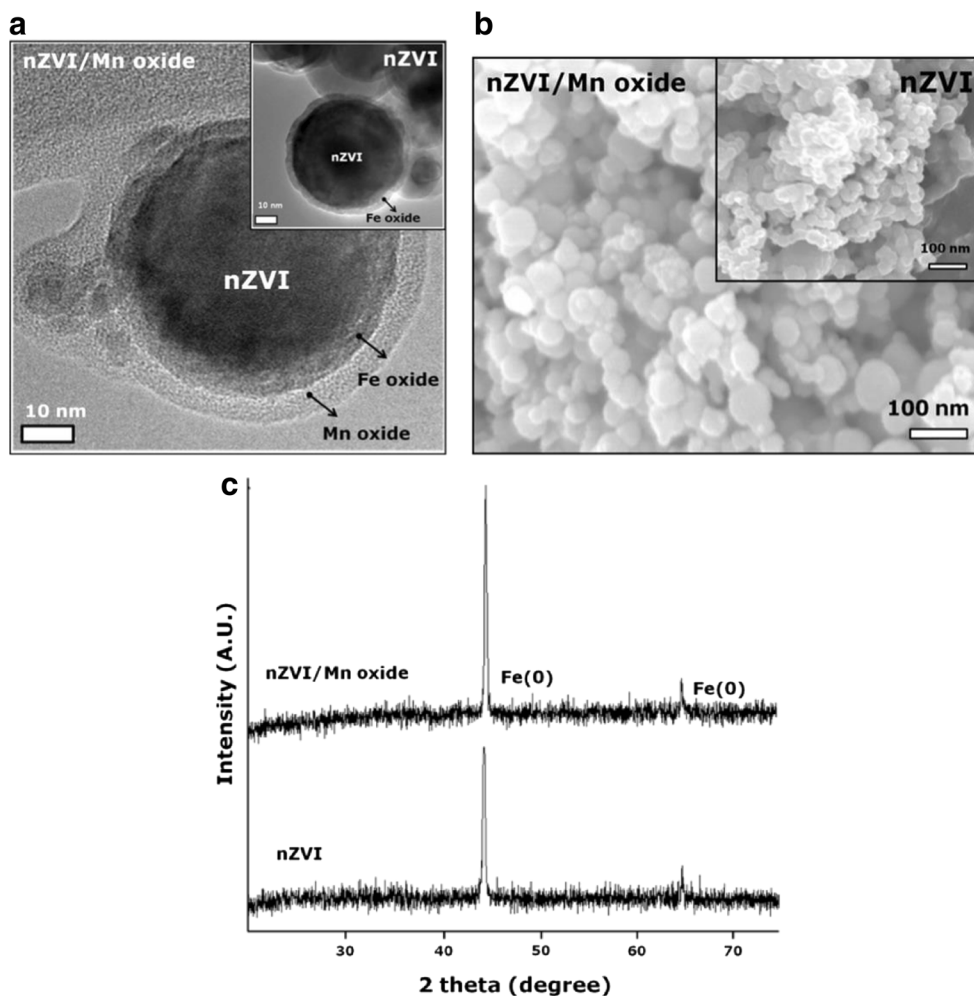 a
nZVI/Mn oxide
nZVI
nZVI
Fe oxide
10 nm
nZVI
Fe oxide
Mn oxide
10 nm
b
nZVI/Mn oxide
nZVI
100 nm
100 nm
c
Intensity (A.U.)
nZVI/Mn oxide
Fe(0)
Fe(0)
nZVI
30 40 50 60 70
2 theta (degree)